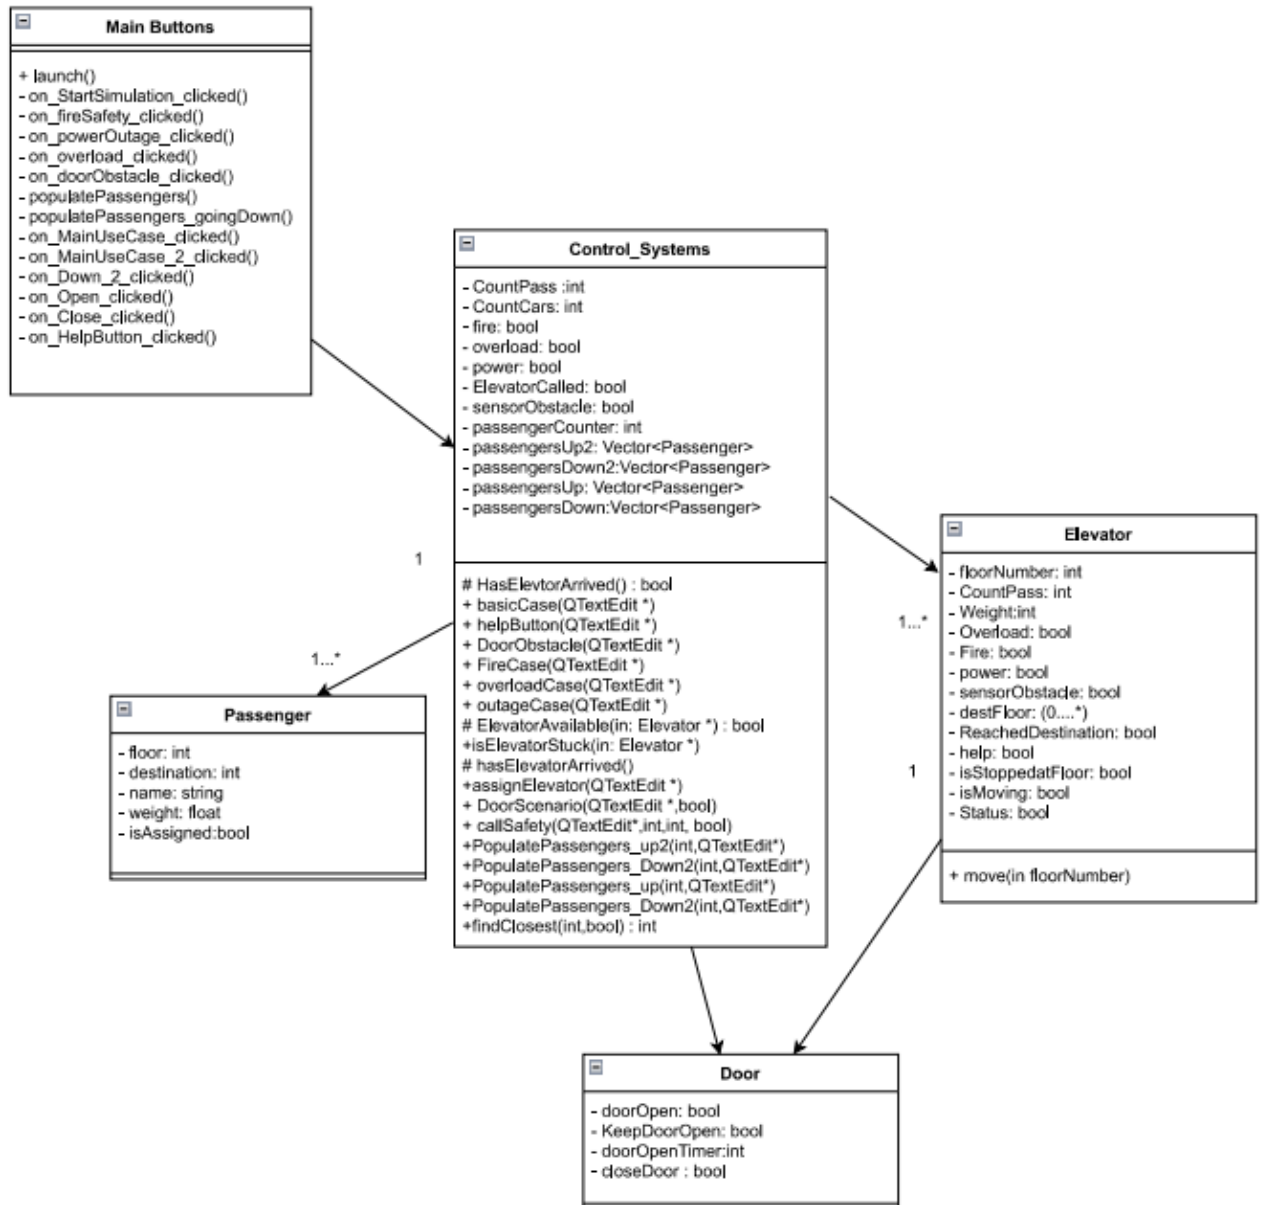 Main Buttons
+ launch()
- on_StartSimulation_clicked()
- on_fireSafety_clicked()
- on_powerOutage_clicked()
- on_overload_clicked()
- on_doorObstacle_clicked()
- populatePassengers()
- populatePassengers_goingDown()
- on_MainUseCase_clicked()
- on_MainUseCase_2_clicked()
- on_Down_2_clicked()
- on_Open_clicked()
- on_Close_clicked()
- on_HelpButton_clicked()
Control_Systems
- CountPass :int
- CountCars: int
- fire: bool
- overload: bool
- power: bool
- ElevatorCalled: bool
- sensorObstacle: bool
- passengerCounter: int
- passengersUp2: Vector<Passenger>
- passengersDown2:Vector<Passenger>
- passengersUp: Vector<Passenger>
- passengersDown:Vector<Passenger>
# HasElevtorArrived() : bool
+ basicCase(QTextEdit *)
+ helpButton(QTextEdit *)
+ DoorObstacle(QTextEdit *)
+ FireCase(QTextEdit *)
+ overloadCase(QTextEdit *)
+ outageCase(QTextEdit *)
# ElevatorAvailable(in: Elevator *) : bool
+isElevatorStuck(in: Elevator *)
# hasElevatorArrived()
+assignElevator(QTextEdit *)
+ DoorScenario(QTextEdit *,bool)
+ callSafety(QTextEdit*,int,int, bool)
+PopulatePassengers_up2(int,QTextEdit*)
+PopulatePassengers_Down2(int,QTextEdit*)
+PopulatePassengers_up(int,QTextEdit*)
+PopulatePassengers_Down2(int,QTextEdit*)
+findClosest(int,bool) : int
1
1...*
Passenger
- floor: int
- destination: int
- name: string
- weight: float
- isAssigned:bool
1...*
1
Elevator
- floorNumber: int
- CountPass: int
- Weight:int
- Overload: bool
- Fire: bool
- power: bool
- sensorObstacle: bool
- destFloor: (0....*)
- ReachedDestination: bool
- help: bool
- isStoppedatFloor: bool
- isMoving: bool
- Status: bool
+ move(in floorNumber)
Door
- doorOpen: bool
- KeepDoorOpen: bool
- doorOpenTimer:int
- closeDoor : bool